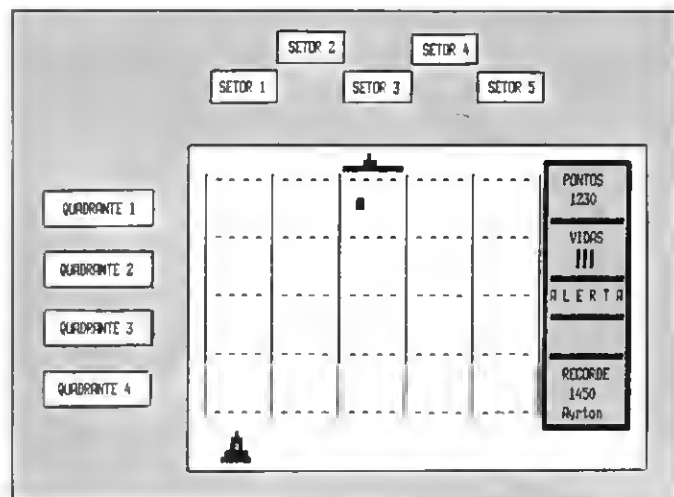 SETOR 2
SETOR 4
SETOR 1
SETOR 3
SETOR 5
QUADRANTE 1
QUADRANTE 2
QUADRANTE 3
QUADRANTE 4
PONTOS
1230
VIDAS
ALERTA
RECORDE
1450
Ayrton